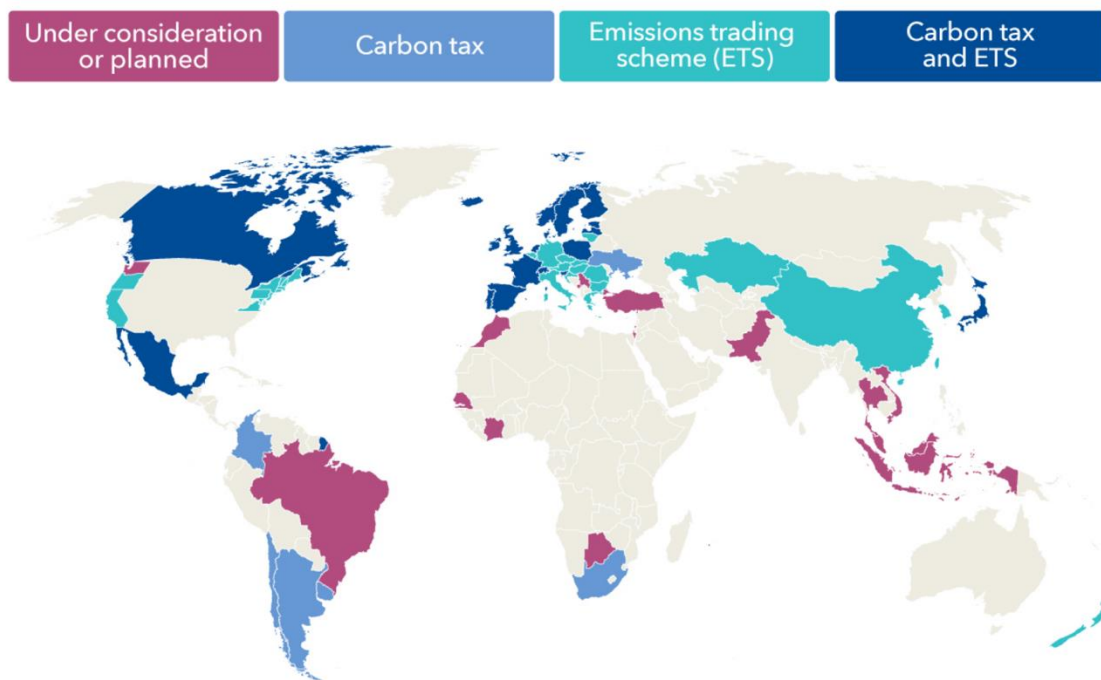 Under consideration
or planned
Carbon tax
Emissions trading
scheme (ETS)
Carbon tax
and ETS